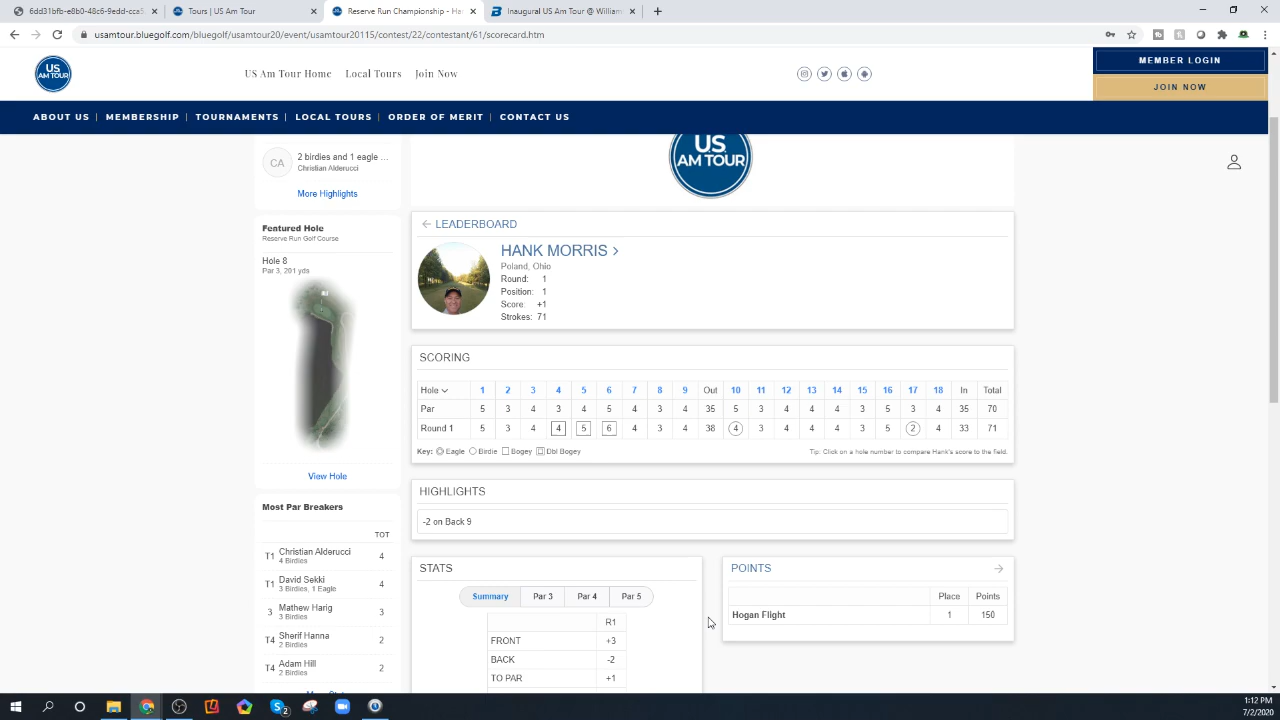 6dd31bfb-e8b0-48c5-96d0-c3
Tours | US Am Tour
Reserve Run Championship - Han
Inaugural US Am Tour @ Williams
usamtour.bluegolf.com/bluegolf/usamtour20/event/usamtour20115/contest/22/contestant/61/scorecard.htm
US
AM TOUR
US Am Tour Home
Local Tours
Join Now
MEMBER LOGIN
JOIN NOW
ABOUT US | MEMBERSHIP | TOURNAMENTS | LOCAL TOURS | ORDER OF MERIT | CONTACT US
CA
2 birdies and 1 eagle ...
Christian Alderucci
More Highlights
Featured Hole
Reserve Run Golf Course
Hole 8
Par 3, 201 yds
View Hole
Most Par Breakers
TOT
T1 Christian Alderucci 4
4 Birdies
T1 David Sekki 4
3 Birdies, 1 Eagle
3 Mathew Harig 3
3 Birdies
T4 Sherif Hanna 2
2 Birdies
T4 Adam Hill 2
2 Birdies
U.S.
AM TOUR
LEADERBOARD
HANK MORRIS
Poland, Ohio
Round: 1
Position: 1
Score: +1
Strokes: 71
SCORING
Hole 1 2 3 4 5 6 7 8 9 Out 10 11 12 13 14 15 16 17 18 In Total
Par 5 3 4 3 4 5 4 3 4 35 5 3 4 4 4 3 5 3 4 35 70
Round 1 5 3 4 4 5 6 4 3 4 38 4 3 4 4 4 3 5 2 4 33 71
Key: Eagle Birdie Bogey Dbl Bogey
Tip: Click on a hole number to compare Hank's score to the field.
HIGHLIGHTS
-2 on Back 9
STATS
Summary Par 3 Par 4 Par 5
R1
FRONT +3
BACK -2
TO PAR +1
POINTS
Place Points
Hogan Flight 1 150
1:12 PM
7/2/2020